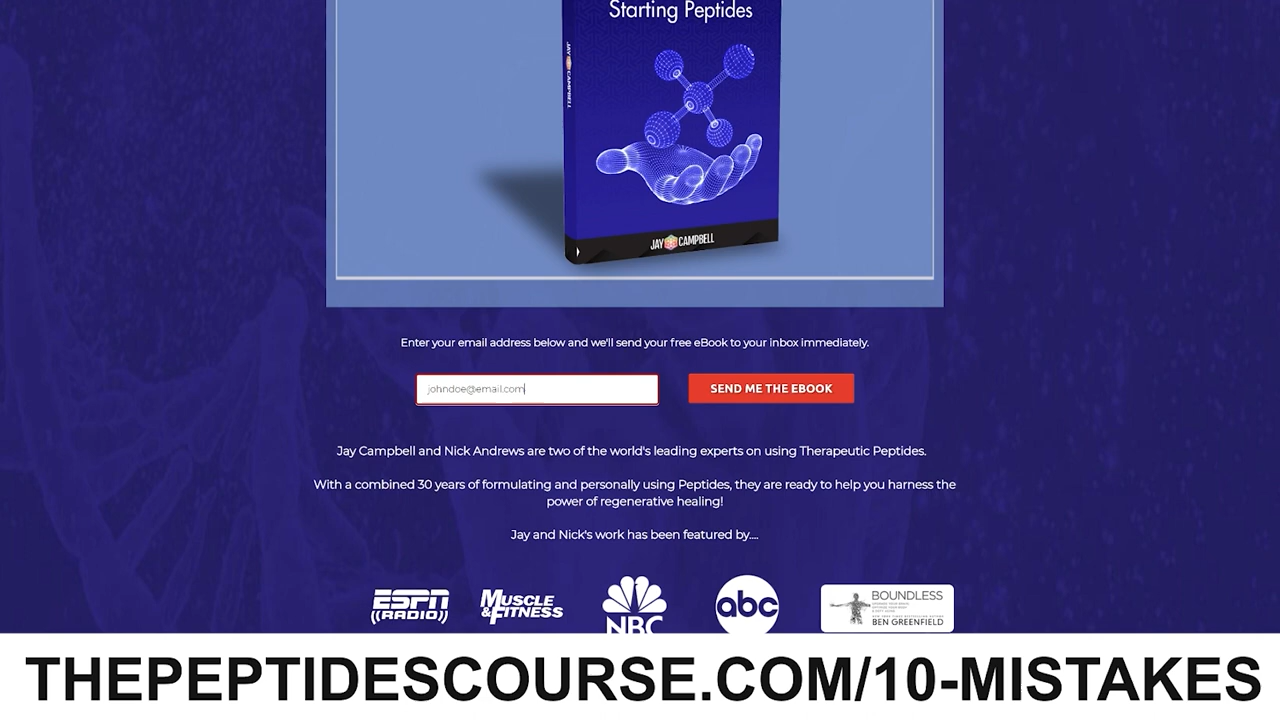 Starting Peptides
JAY CAMPBELL
JAY CAMPBELL
Enter your email address below and we'll send your free eBook to your inbox immediately.
johndoe@email.com
SEND ME THE EBOOK
Jay Campbell and Nick Andrews are two of the world's leading experts on using Therapeutic Peptides.
With a combined 30 years of formulating and personally using Peptides, they are ready to help you harness the
power of regenerative healing!
Jay and Nick's work has been featured by....
ESPN
(RADIO)
MUSCLE
&FITNESS
NBC
abc
BOUNDLESS
BEN GREENFIELD
THEPEPTIDESCOURSE.COM/10-MISTAKES